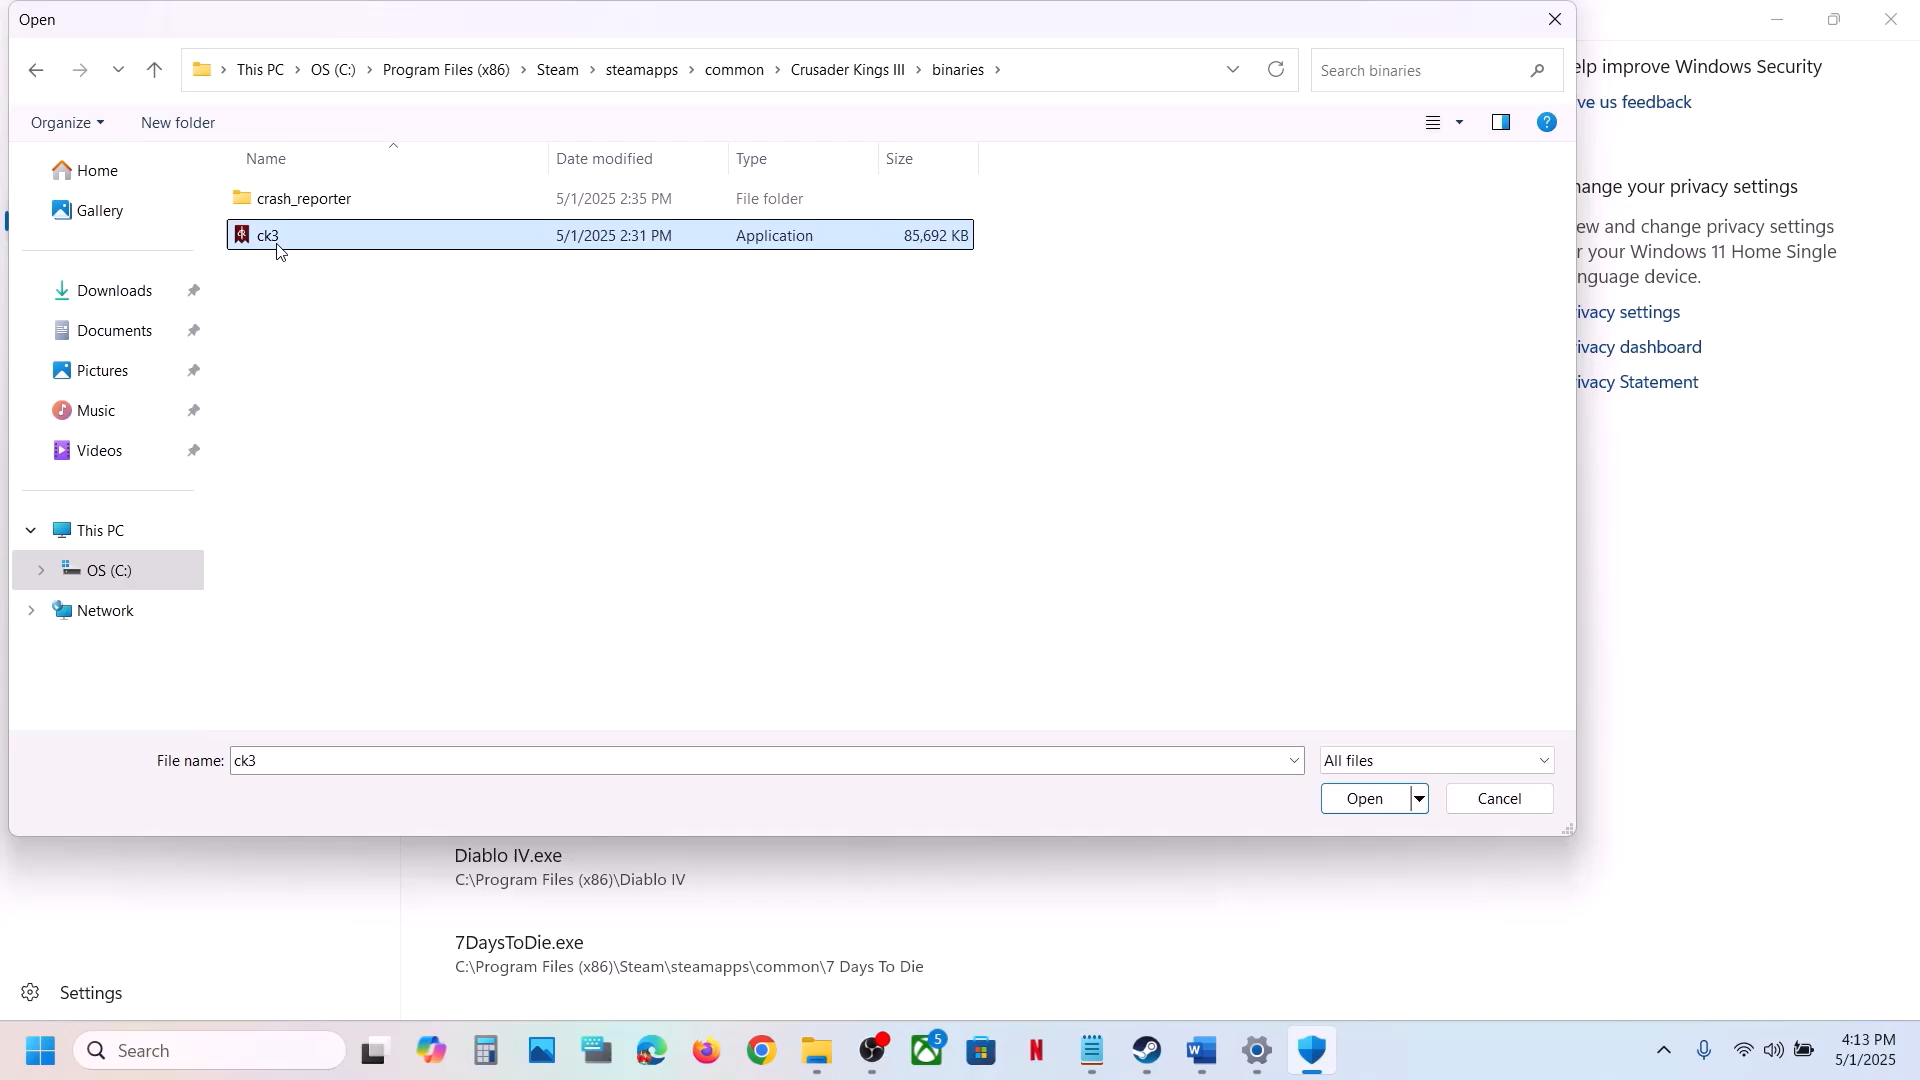 Open
This PC > OS (C:) > Program Files (x86) > Steam > steamapps > common > Crusader Kings III > binaries >
Search binaries
Organize
New folder
Name
Date modified
Type
Size
crash_reporter
5/1/2025 2:35 PM
File folder
ck3
5/1/2025 2:31 PM
Application
85,692 KB
Home
Gallery
Downloads
Documents
Pictures
Music
Videos
This PC
OS (C:)
Network
File name:
ck3
All files
Open
Cancel
elp improve Windows Security
ve us feedback
hange your privacy settings
ew and change privacy settings
r your Windows 11 Home Single
nguage device.
ivacy settings
ivacy dashboard
ivacy Statement
Diablo IV.exe
C:\Program Files (x86)\Diablo IV
7DaysToDie.exe
C:\Program Files (x86)\Steam\steamapps\common\7 Days To Die
Settings
Search
5
4:13 PM
5/1/2025